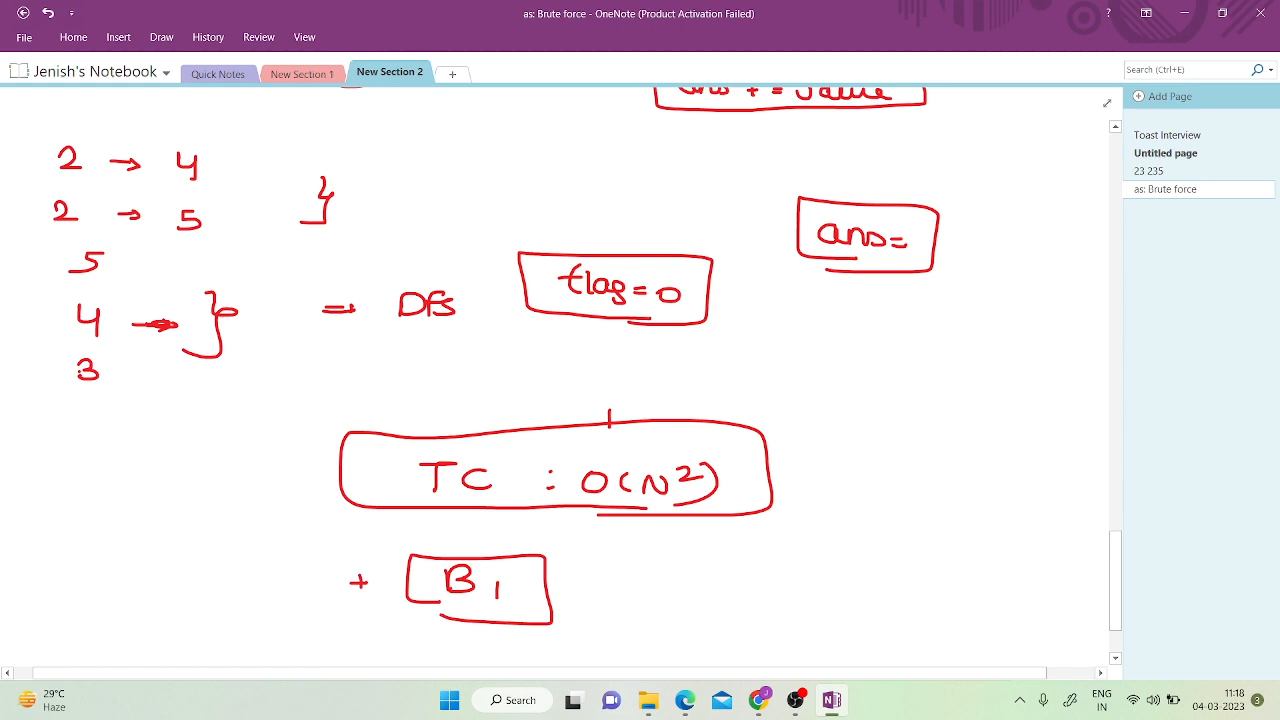 as: Brute force - OneNote (Product Activation Failed)
File Home Insert Draw History Review View
Jenish's Notebook Quick Notes New Section 1 New Section 2
Search (Ctrl+E)
Add Page
Toast Interview
Untitled page
23 235
as: Brute force
ans + = value
2 → 4
2 → 5
5
4 ⇒ Dfs
3
flag = 0
ans=
TC : O(N²)
+ B1
29°C
Haze
Search
ENG
IN
11:18
04-03-2023
3